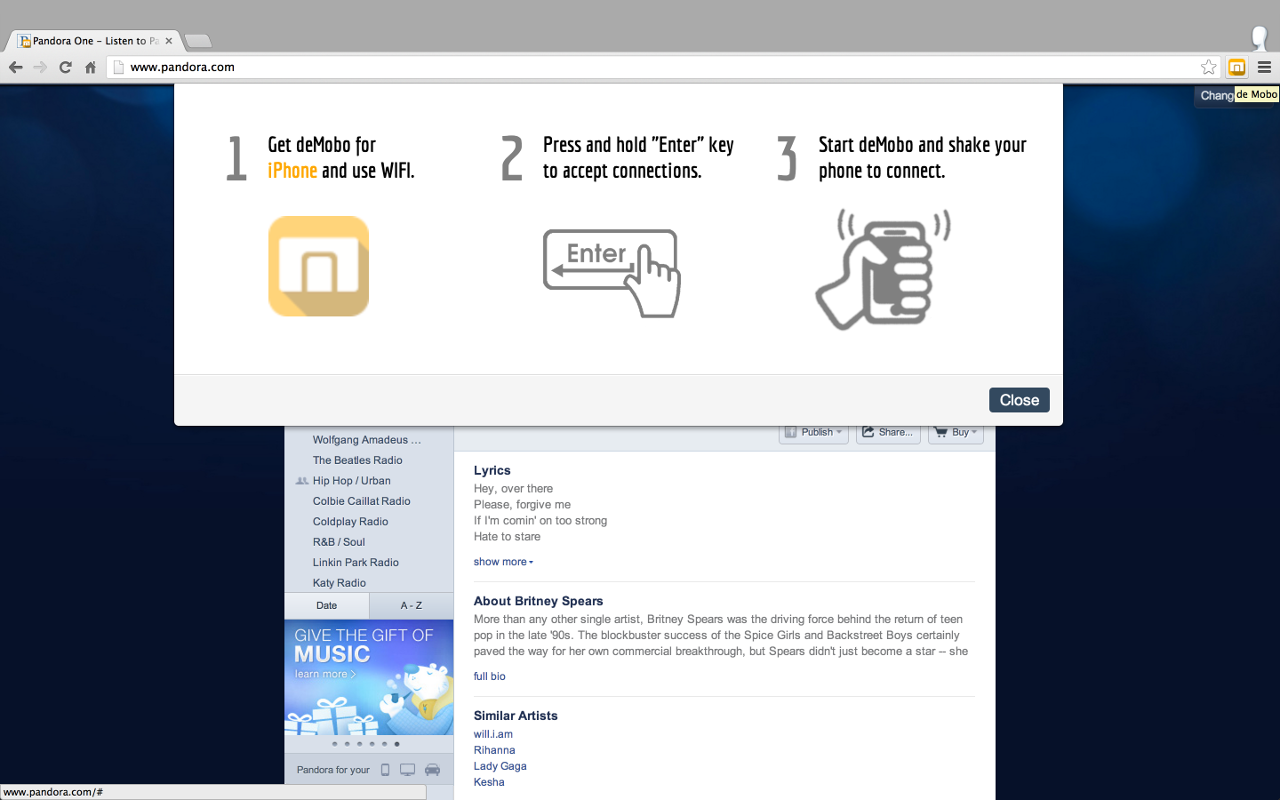 Pandora One – Listen to Pa
www.pandora.com
Chang
de Mobo
1
Get deMobo for
iPhone and use WIFI.
2
Press and hold "Enter" key
to accept connections.
3
Start deMobo and shake your
phone to connect.
Enter
Close
Publish
Share...
Buy
Wolfgang Amadeus ...
The Beatles Radio
Hip Hop / Urban
Colbie Caillat Radio
Coldplay Radio
R&B / Soul
Linkin Park Radio
Katy Radio
Date
A - Z
GIVE THE GIFT OF
MUSIC
learn more >
Pandora for your
Lyrics
Hey, over there
Please, forgive me
If I'm comin' on too strong
Hate to stare
show more
About Britney Spears
More than any other single artist, Britney Spears was the driving force behind the return of teen
pop in the late '90s. The blockbuster success of the Spice Girls and Backstreet Boys certainly
paved the way for her own commercial breakthrough, but Spears didn't just become a star -- she
full bio
Similar Artists
will.i.am
Rihanna
Lady Gaga
Kesha
www.pandora.com/#